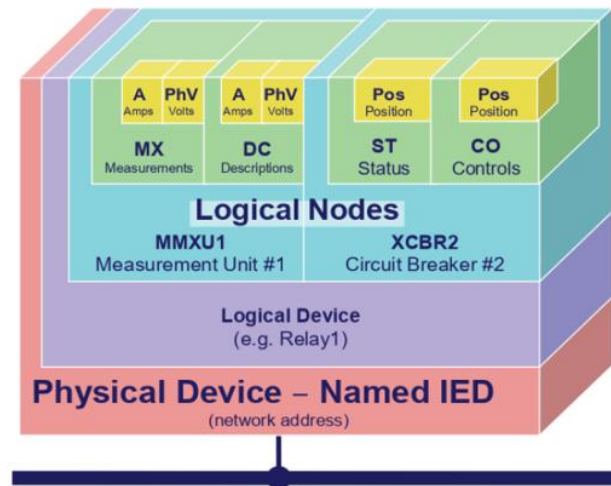 A PhV A PhV Pos Pos
Amps Volts Amps Volts Position Position
MX DC ST CO
Measurements Descriptions Status Controls
Logical Nodes
MMXU1 XCBR2
Measurement Unit #1 Circuit Breaker #2
Logical Device
(e.g. Relay1)
Physical Device – Named IED
(network address)